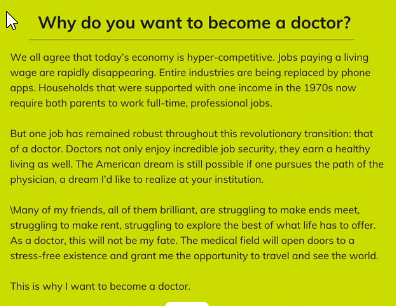 Why do you want to become a doctor?
We all agree that today's economy is hyper-competitive. Jobs paying a living
wage are rapidly disappearing. Entire industries are being replaced by phone
apps. Households that were supported with one income in the 1970s now
require both parents to work full-time, professional jobs.
But one job has remained robust throughout this revolutionary transition: that
of a doctor. Doctors not only enjoy incredible job security, they earn a healthy
living as well. The American dream is still possible if one pursues the path of the
physician, a dream I'd like to realize at your institution.
\Many of my friends, all of them brilliant, are struggling to make ends meet,
struggling to make rent, struggling to explore the best of what life has to offer.
As a doctor, this will not be my fate. The medical field will open doors to a
stress-free existence and grant me the opportunity to travel and see the world.
This is why I want to become a doctor.